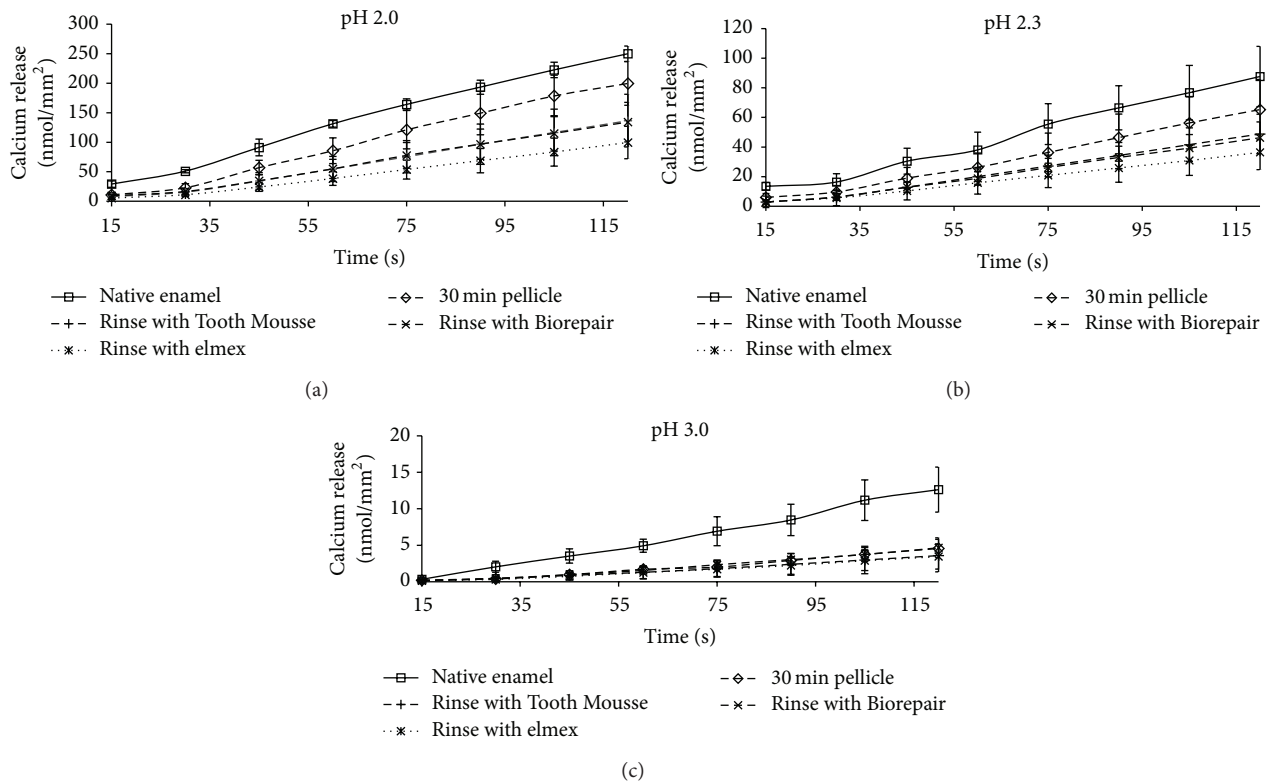 pH 2.0
Calcium release
(nmol/mm²)
300
250
200
150
100
50
0
15 35 55 75 95 115
Time (s)
Native enamel
Rinse with Tooth Mousse
Rinse with elmex
30 min pellicle
Rinse with Biorepair
(a)
pH 2.3
Calcium release
(nmol/mm²)
120
100
80
60
40
20
0
15 35 55 75 95 115
Time (s)
Native enamel
Rinse with Tooth Mousse
Rinse with elmex
30 min pellicle
Rinse with Biorepair
(b)
pH 3.0
Calcium release
(nmol/mm²)
20
15
10
5
0
15 35 55 75 95 115
Time (s)
Native enamel
Rinse with Tooth Mousse
Rinse with elmex
30 min pellicle
Rinse with Biorepair
(c)